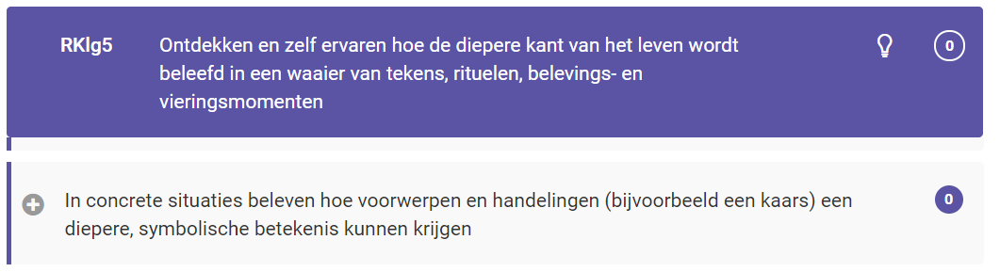 RKlg5 Ontdekken en zelf ervaren hoe de diepere kant van het leven wordt 0
beleefd in een waaier van tekens, rituelen, belevings- en
vieringsmomenten
In concrete situaties beleven hoe voorwerpen en handelingen (bijvoorbeeld een kaars) een 0
diepere, symbolische betekenis kunnen krijgen